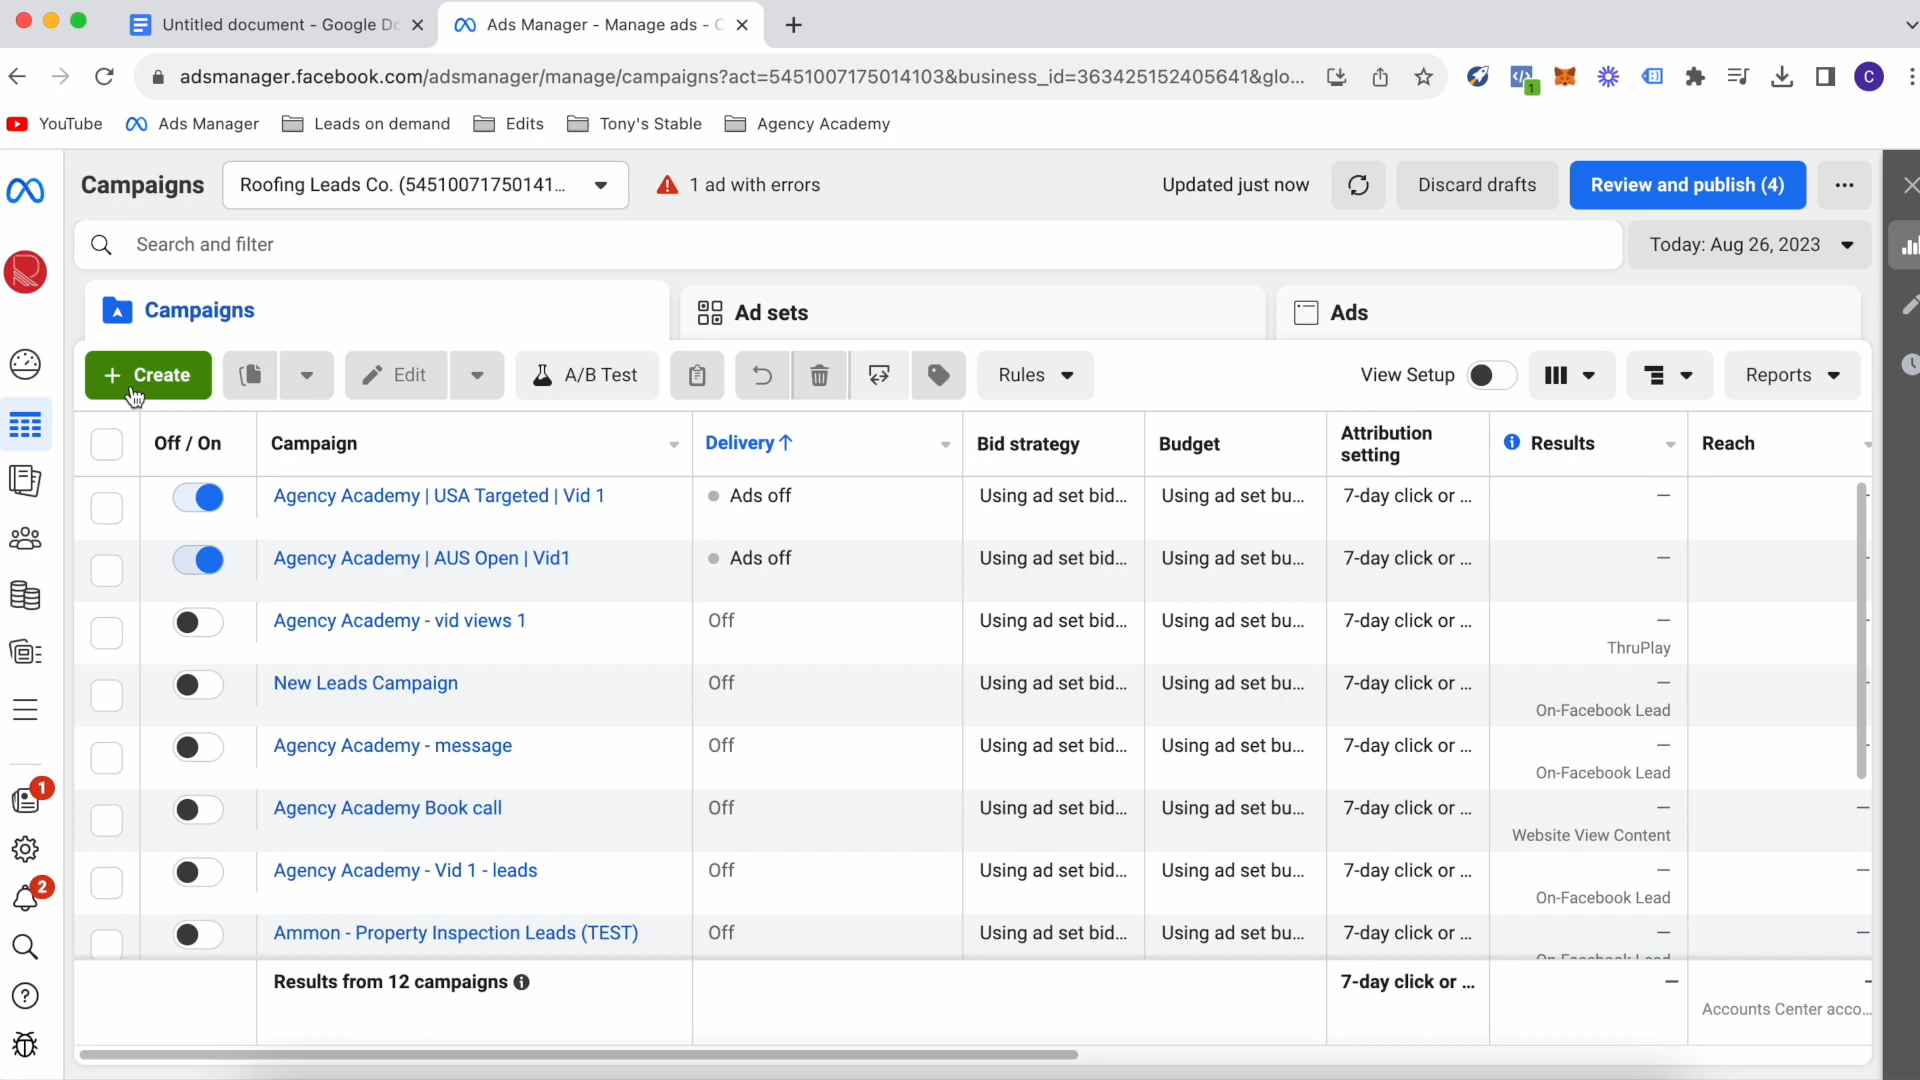 Untitled document - Google Do
Ads Manager - Manage ads - C
adsmanager.facebook.com/adsmanager/manage/campaigns?act=5451007175014103&business_id=363425152405641&glo...
1
C
YouTube
Ads Manager
Leads on demand
Edits
Tony's Stable
Agency Academy
Campaigns
Roofing Leads Co. (54510071750141...
1 ad with errors
Updated just now
Discard drafts
Review and publish (4)
Search and filter
Today: Aug 26, 2023
Campaigns
Ad sets
Ads
+ Create
Edit
A/B Test
Rules
View Setup
Reports
Off / On
Campaign
Delivery↑
Bid strategy
Budget
Attribution
setting
Results
Reach
Agency Academy | USA Targeted | Vid 1
Ads off
Using ad set bid...
Using ad set bu...
7-day click or ...
—
Agency Academy | AUS Open | Vid1
Ads off
Using ad set bid...
Using ad set bu...
7-day click or ...
—
Agency Academy - vid views 1
Off
Using ad set bid...
Using ad set bu...
7-day click or ...
—
ThruPlay
New Leads Campaign
Off
Using ad set bid...
Using ad set bu...
7-day click or ...
—
On-Facebook Lead
Agency Academy - message
Off
Using ad set bid...
Using ad set bu...
7-day click or ...
—
On-Facebook Lead
Agency Academy Book call
Off
Using ad set bid...
Using ad set bu...
7-day click or ...
—
—
Website View Content
Agency Academy - Vid 1 - leads
Off
Using ad set bid...
Using ad set bu...
7-day click or ...
—
—
On-Facebook Lead
Ammon - Property Inspection Leads (TEST)
Off
Using ad set bid...
Using ad set bu...
7-day click or ...
—
—
On-Facebook Lead
Results from 12 campaigns
7-day click or ...
—
Accounts Center acco...
1
2